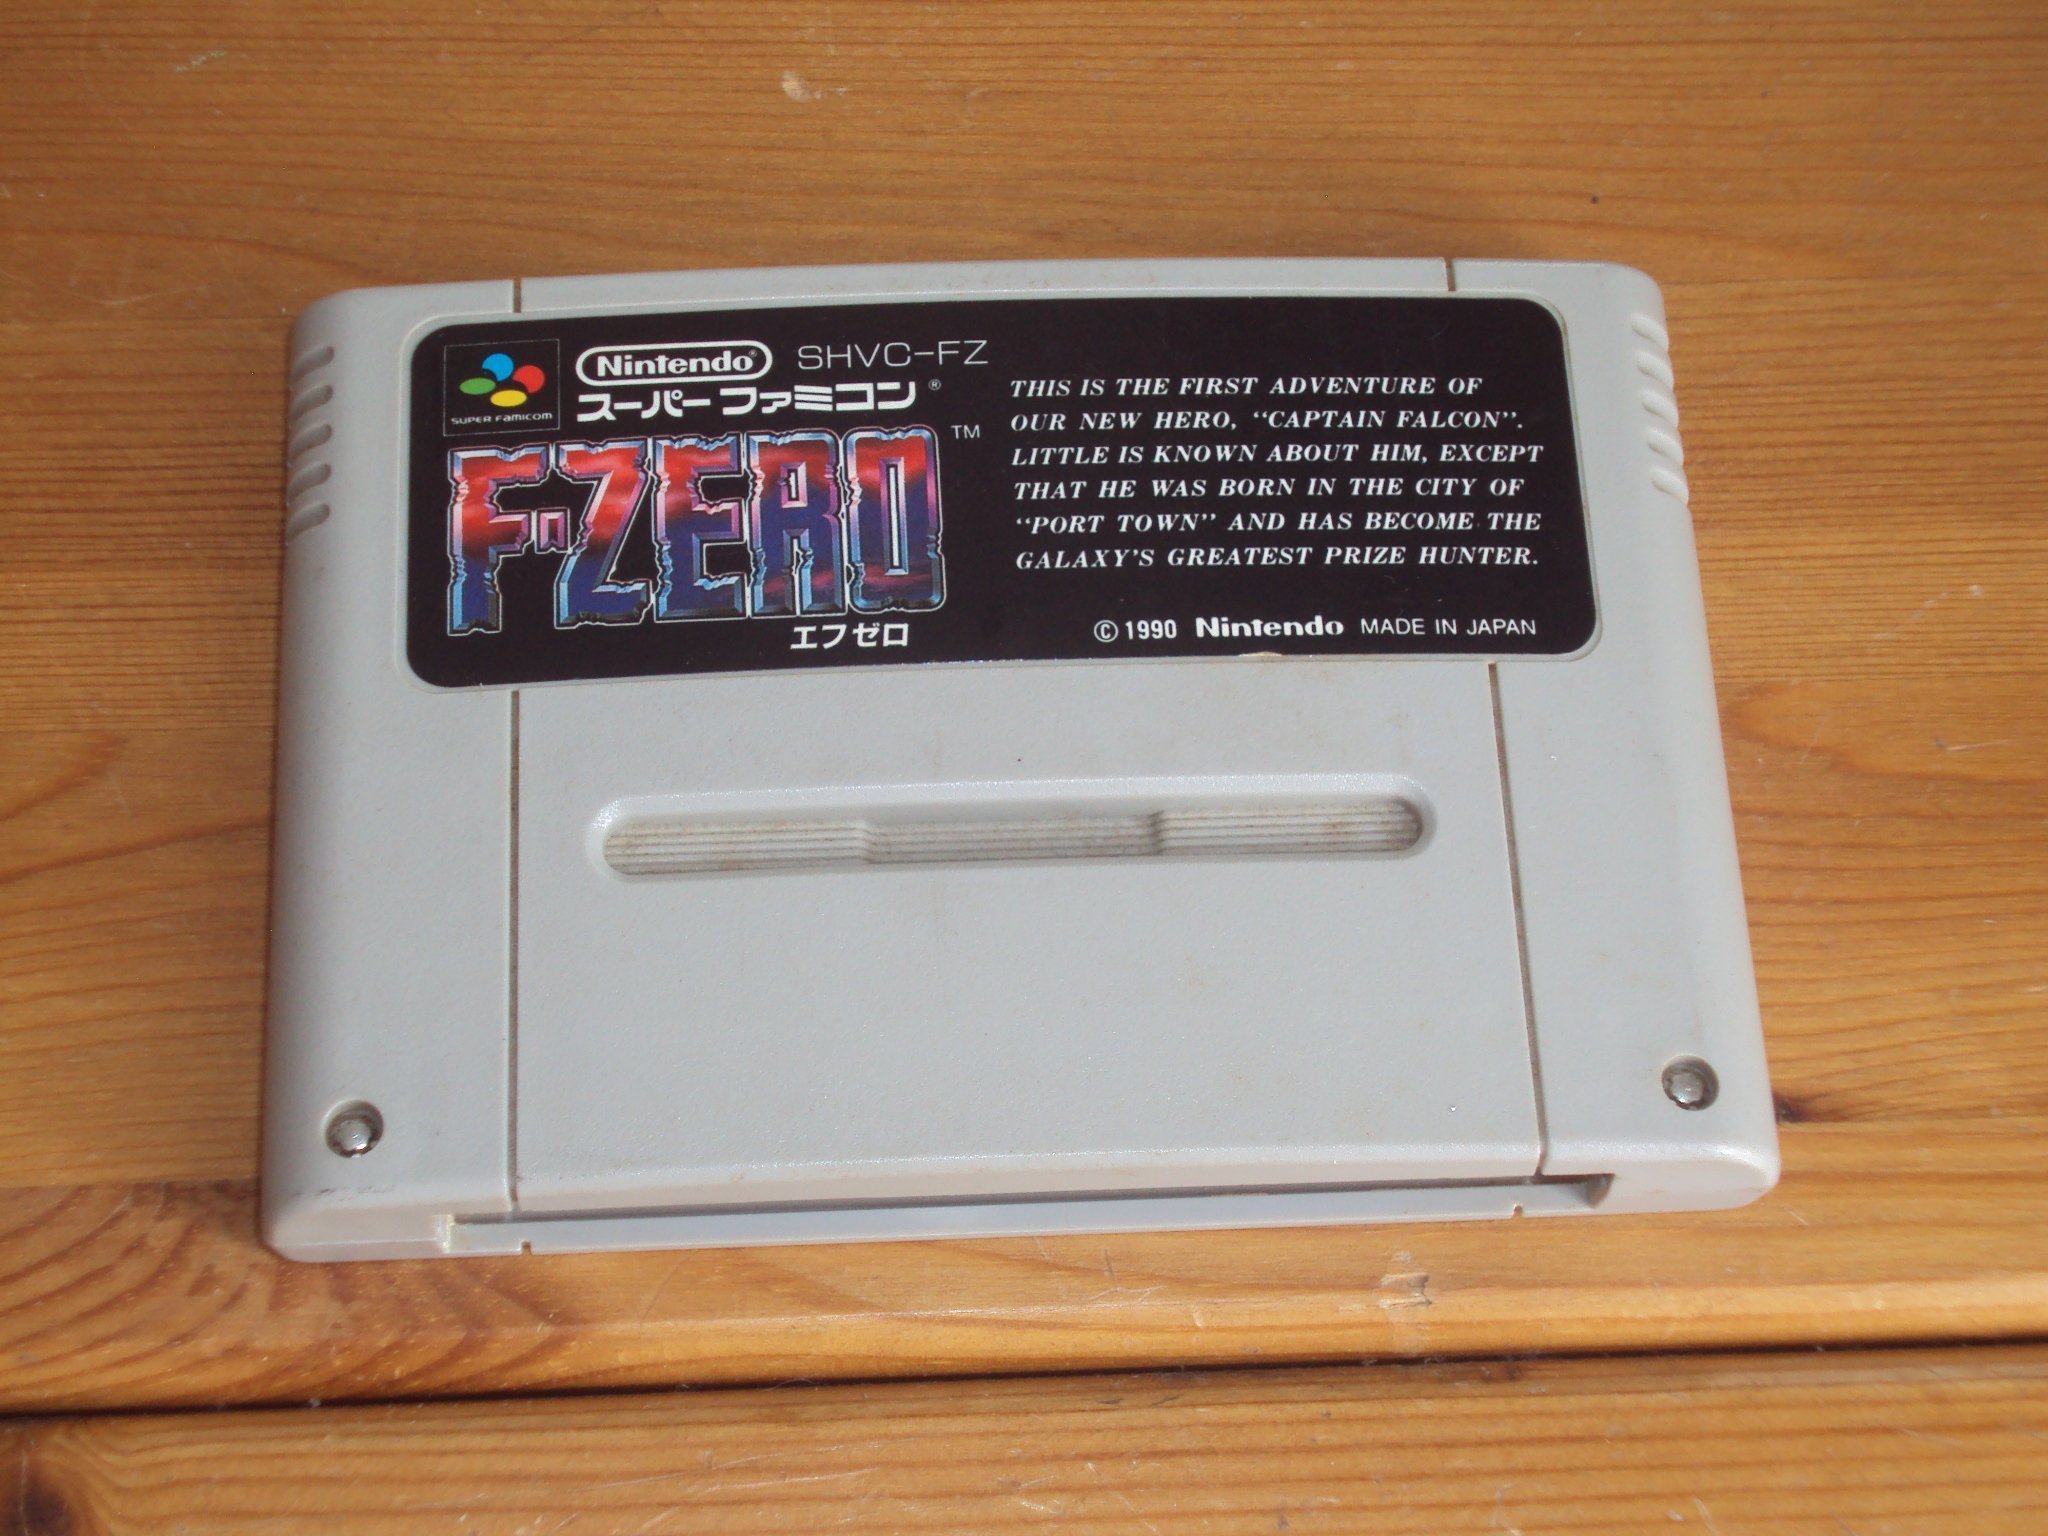 SUPER FAMICOM
Nintendo® SHVC-FZ
スーパーファミコン®
F-ZERO™
エフゼロ
THIS IS THE FIRST ADVENTURE OF
OUR NEW HERO, "CAPTAIN FALCON".
LITTLE IS KNOWN ABOUT HIM, EXCEPT
THAT HE WAS BORN IN THE CITY OF
"PORT TOWN" AND HAS BECOME THE
GALAXY'S GREATEST PRIZE HUNTER.
© 1990 Nintendo MADE IN JAPAN